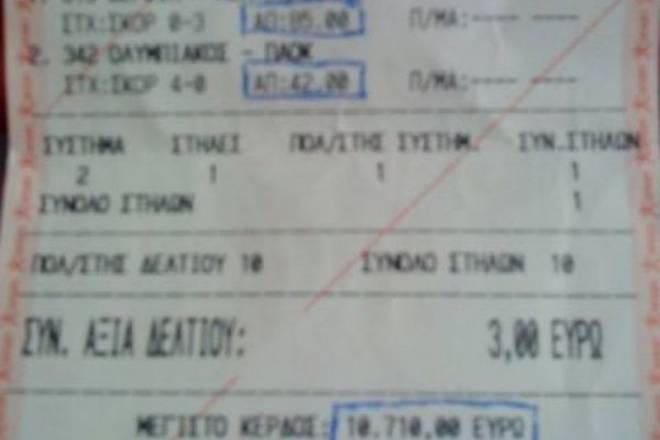 ΣΤΧ:ΣΚΟΡ 0-3 ΑΠ:85.00 Π/ΜΑ:---- ----
2. 342 ΟΛΥΜΠΙΑΚΟΣ - ΠΑΟΚ
ΣΤΧ:ΣΚΟΡ 4-0 ΑΠ:42.00 Π/ΜΑ:---- ----
ΣΥΣΤΗΜΑ ΣΤΗΛΕΣ ΠΟΛ/ΣΤΗΣ ΣΥΣΤΗΜ. ΣΥΝ.ΣΤΗΛΩΝ
2 1 1 1
ΣΥΝΟΛΟ ΣΤΗΛΩΝ 1
ΠΟΛ/ΣΤΗΣ ΔΕΛΤΙΟΥ 10 ΣΥΝΟΛΟ ΣΤΗΛΩΝ 10
ΣΥΝ. ΑΞΙΑ ΔΕΛΤΙΟΥ: 3,00 ΕΥΡΩ
ΜΕΓΙΣΤΟ ΚΕΡΔΟΣ: 10.710,00 ΕΥΡΩ